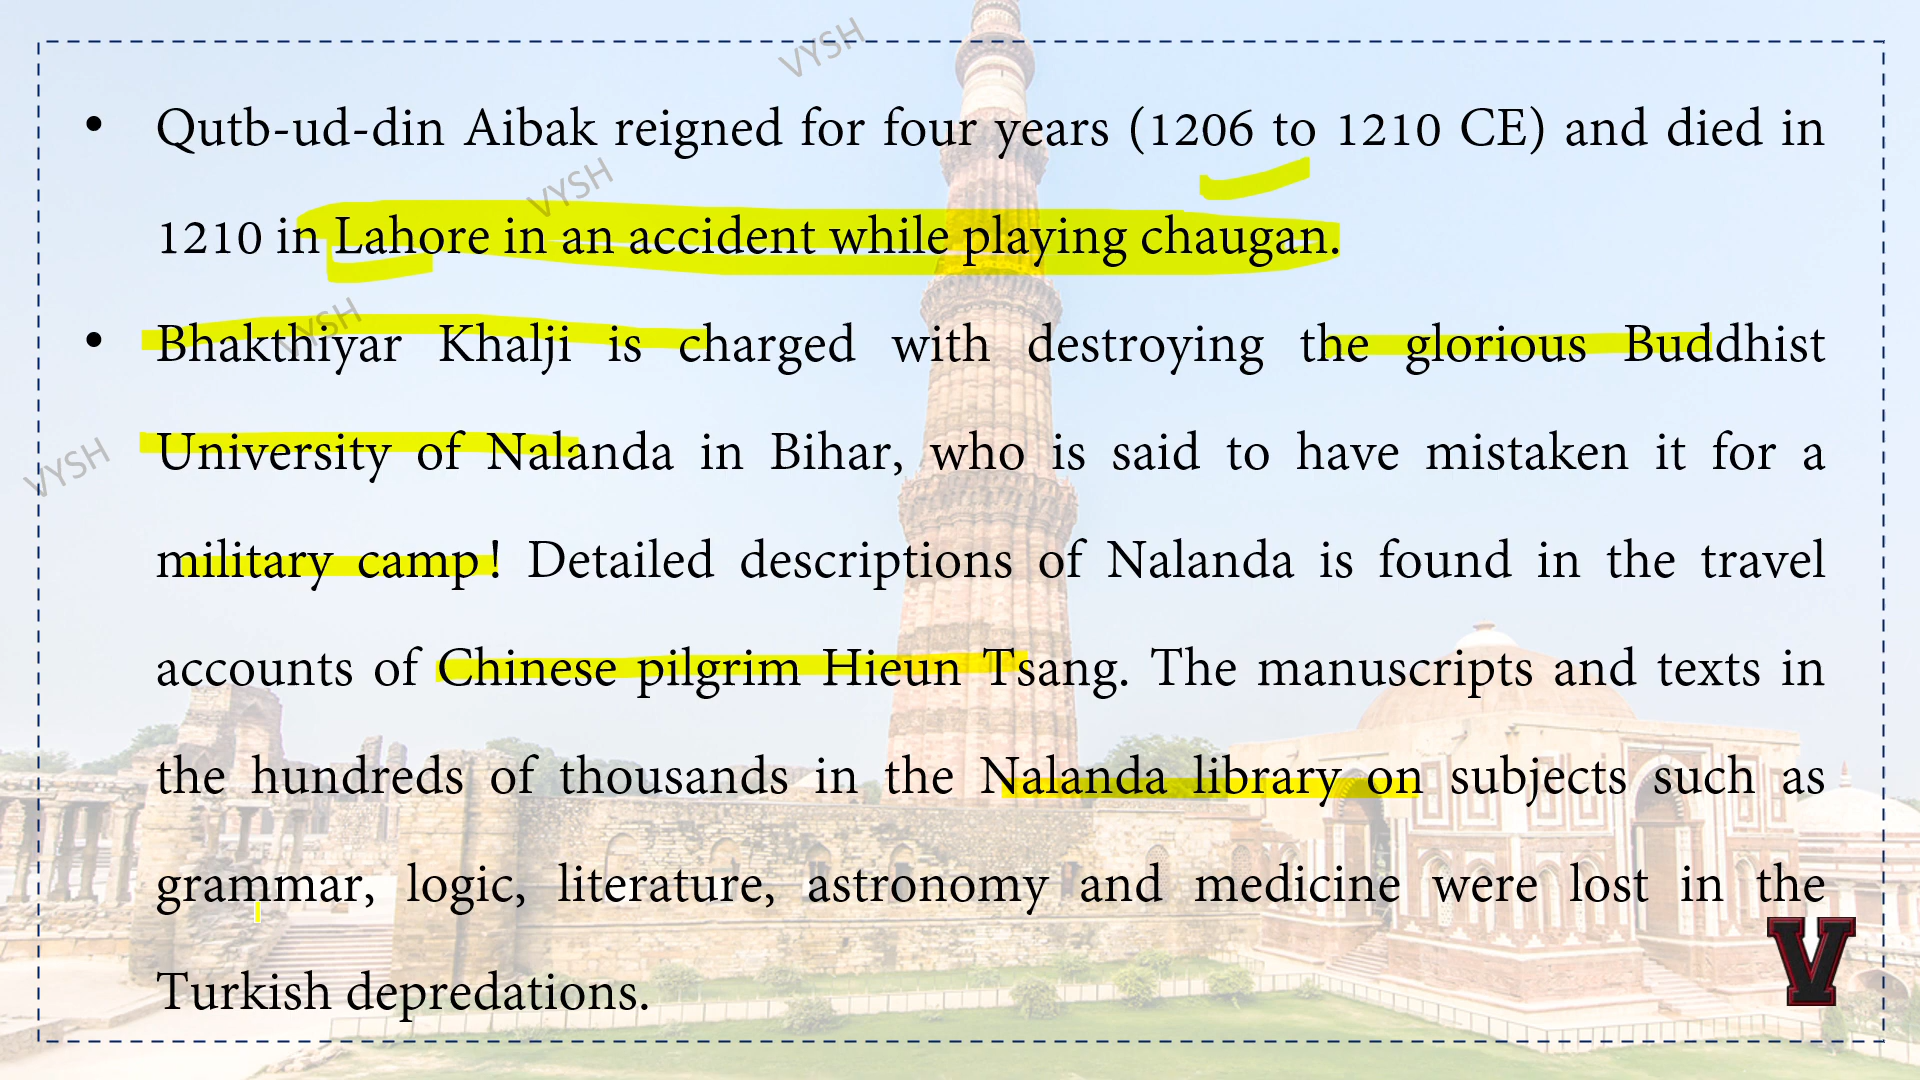 VYSH
• Qutb-ud-din Aibak reigned for four years (1206 to 1210 CE) and died in
VYSH
1210 in Lahore in an accident while playing chaugan.
VYSH
• Bhakthiyar Khalji is charged with destroying the glorious Buddhist
VYSH
University of Nalanda in Bihar, who is said to have mistaken it for a
military camp! Detailed descriptions of Nalanda is found in the travel
accounts of Chinese pilgrim Hieun Tsang. The manuscripts and texts in
the hundreds of thousands in the Nalanda library on subjects such as
grammar, logic, literature, astronomy and medicine were lost in the
Turkish depredations.
V